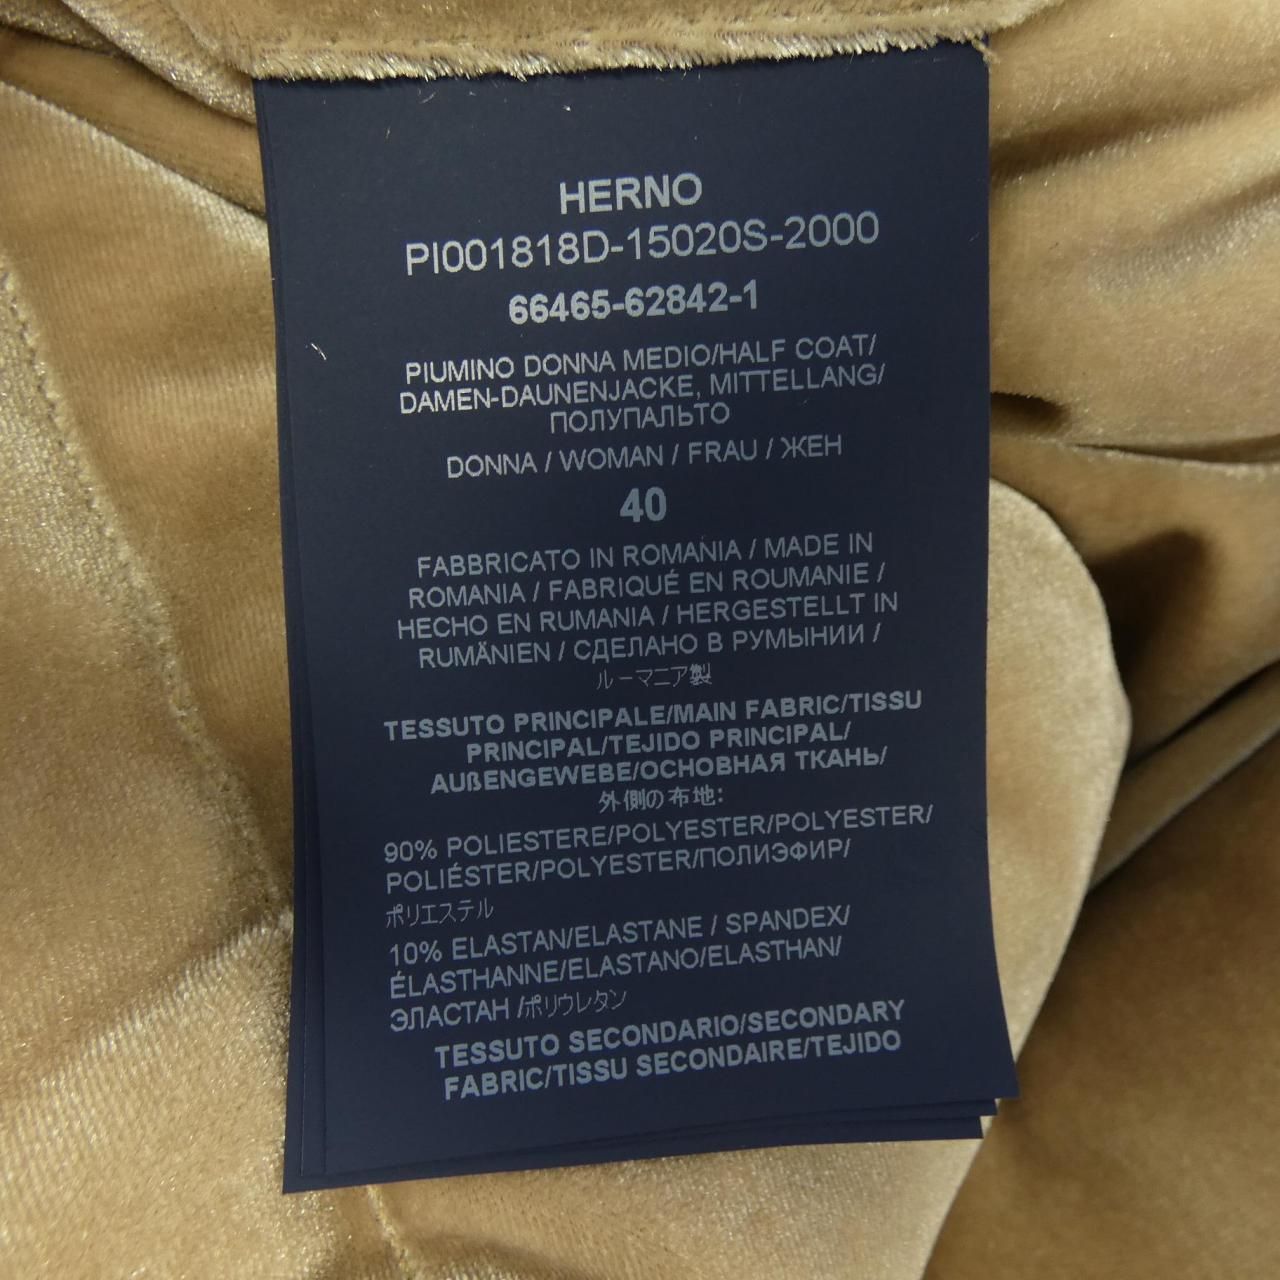 HERNO
PI001818D-15020S-2000
66465-62842-1
PIUMINO DONNA MEDIO/HALF COAT/
DAMEN-DAUNENJACKE, MITTELLANG/
ПОЛУПАЛЬТО
DONNA / WOMAN / FRAU / ЖЕН
40
FABBRICATO IN ROMANIA / MADE IN
ROMANIA / FABRIQUÉ EN ROUMANIE /
HECHO EN RUMANIA / HERGESTELLT IN
RUMÄNIEN / СДЕЛАНО В РУМЫНИИ /
ルーマニア製
TESSUTO PRINCIPALE/MAIN FABRIC/TISSU
PRINCIPAL/TEJIDO PRINCIPAL/
AUßENGEWEBE/ОСНОВНАЯ ТКАНЬ/
外側の布地:
90% POLIESTERE/POLYESTER/POLYESTER/
POLIÉSTER/POLYESTER/ПОЛИЭФИР/
ポリエステル
10% ELASTAN/ELASTANE / SPANDEX/
ÉLASTHANNE/ELASTANO/ELASTHAN/
ЭЛАСТАН /ポリウレタン
TESSUTO SECONDARIO/SECONDARY
FABRIC/TISSU SECONDAIRE/TEJIDO